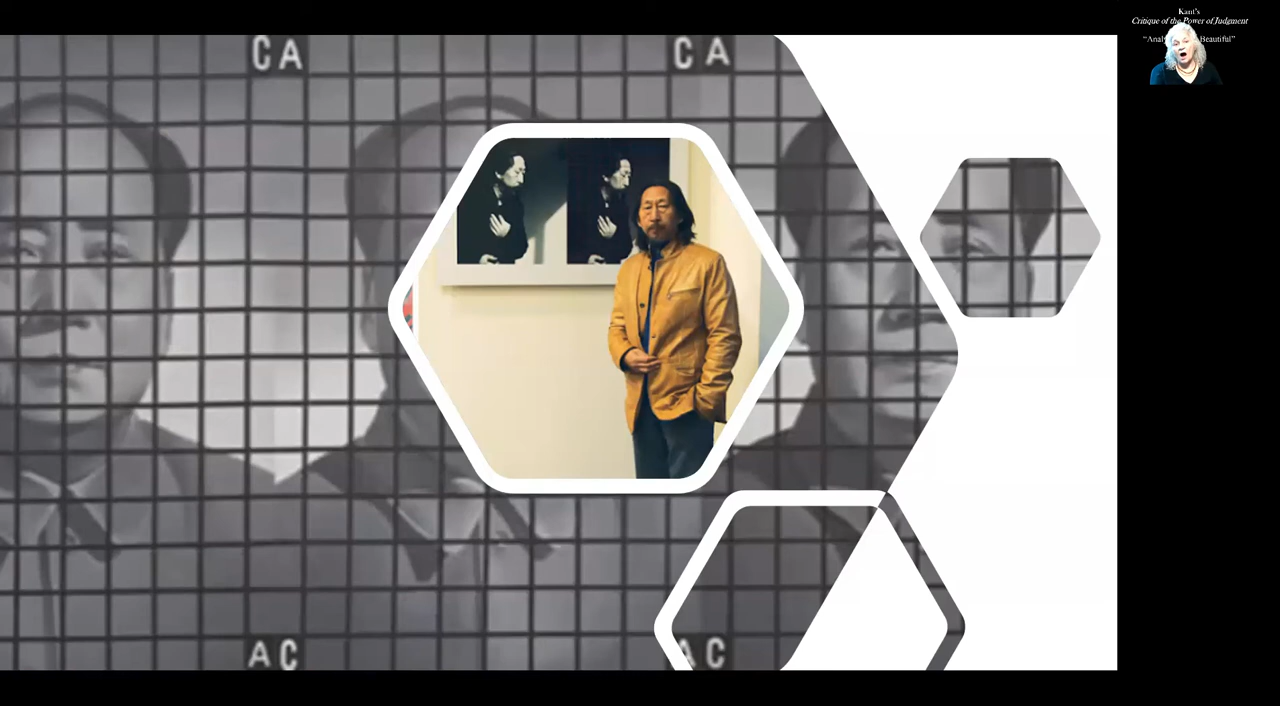 Kant's
Critique of the Power of Judgment
Beautiful"
CA
CA
AC
AC